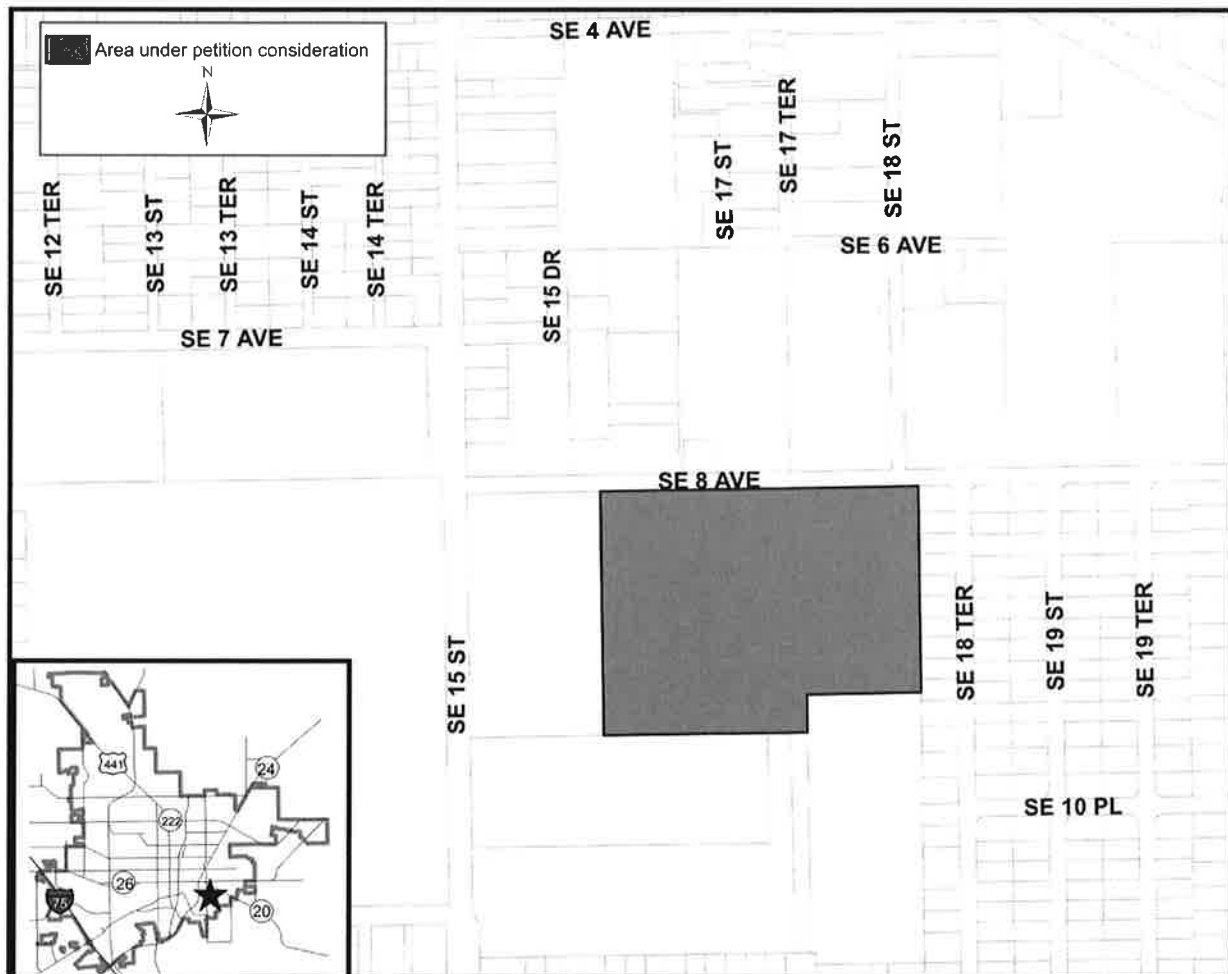 SE 4 AVE
Area under petition consideration
N
SE 17 TER
SE 18 ST
SE 17 ST
SE 12 TER
SE 13 ST
SE 13 TER
SE 14 ST
SE 14 TER
SE 6 AVE
SE 15 DR
SE 7 AVE
SE 8 AVE
SE 15 ST
SE 18 TER
SE 19 ST
SE 19 TER
SE 10 PL
441
24
222
26
75
20